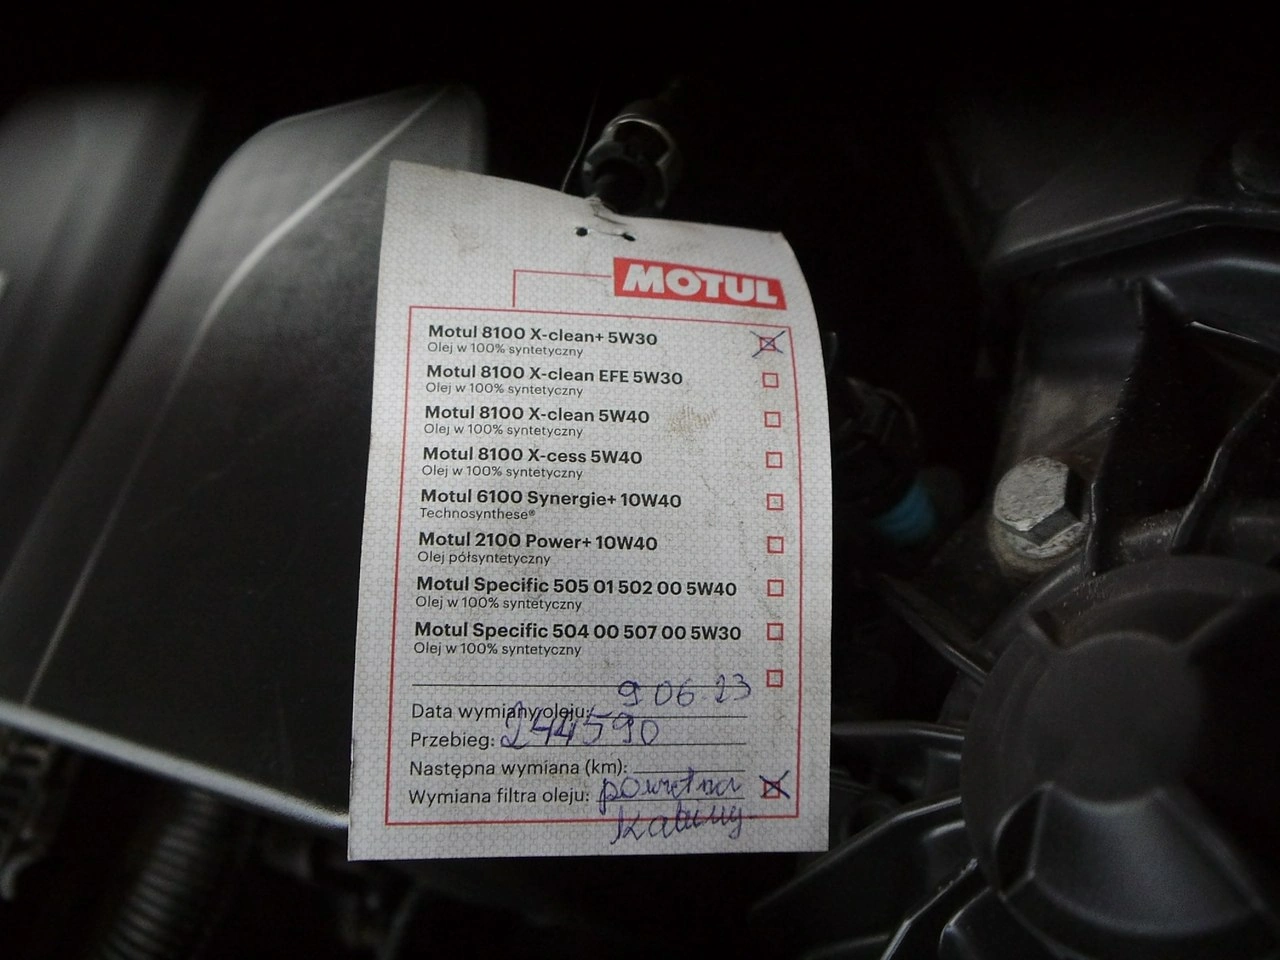 MOTUL
Motul 8100 X-clean+ 5W30
Olej w 100% syntetyczny
Motul 8100 X-clean EFE 5W30
Olej w 100% syntetyczny
Motul 8100 X-clean 5W40
Olej w 100% syntetyczny
Motul 8100 X-cess 5W40
Olej w 100% syntetyczny
Motul 6100 Synergie+ 10W40
Technosynthese®
Motul 2100 Power+ 10W40
Olej półsyntetyczny
Motul Specific 505 01 502 00 5W40
Olej w 100% syntetyczny
Motul Specific 504 00 507 00 5W30
Olej w 100% syntetyczny
Data wymiany oleju: 9 06.23
Przebieg: 244590
Następna wymiana (km):
Wymiana filtra oleju:
kabiny